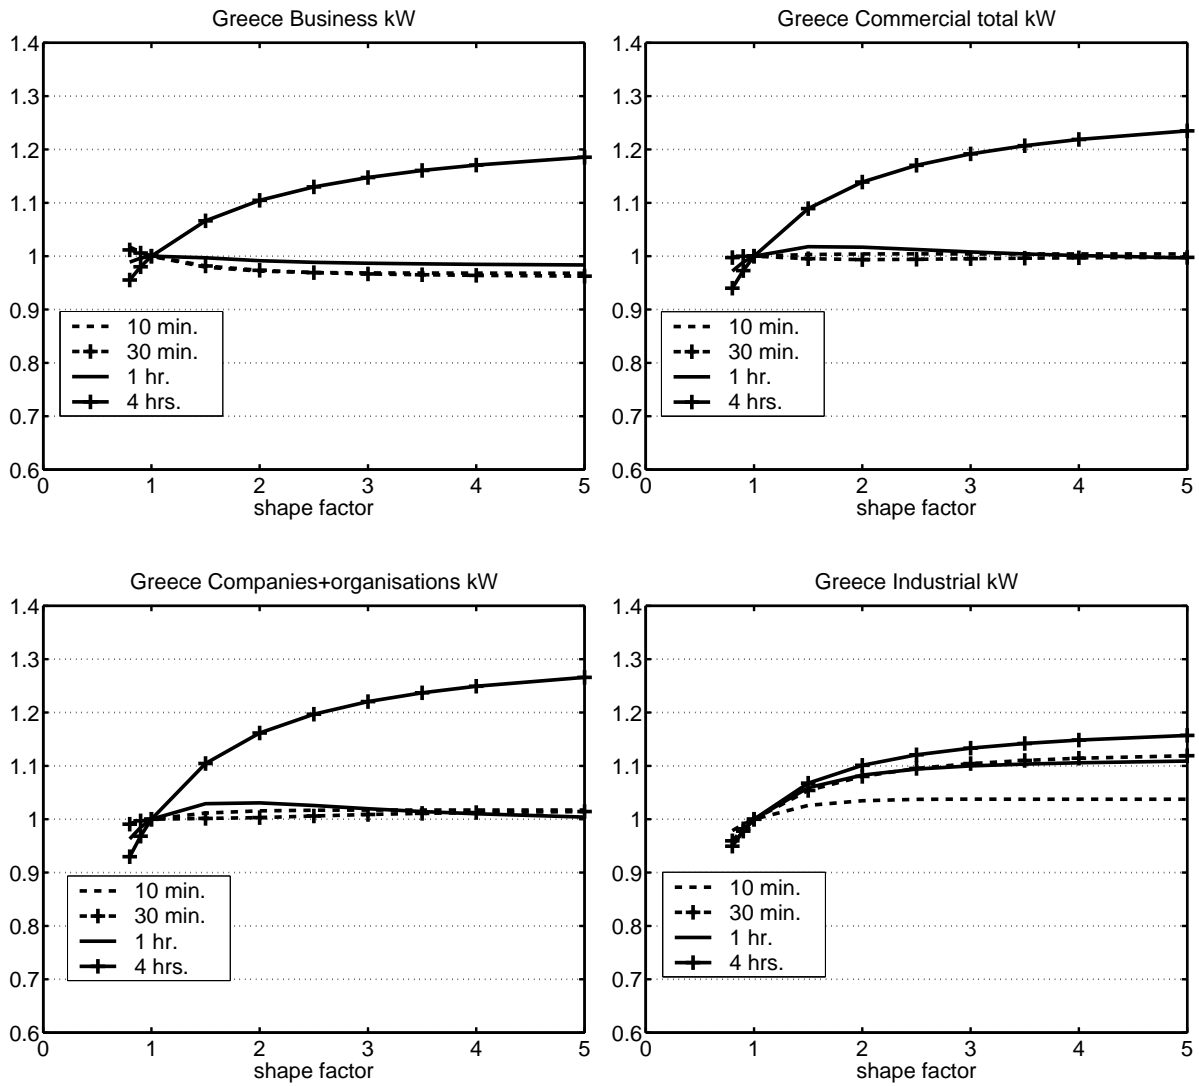 Greece Business kW
1.4
1.3
1.2
1.1
1
0.9
0.8
0.7
0.6
10 min.
30 min.
1 hr.
4 hrs.
0 1 2 3 4 5
shape factor
Greece Commercial total kW
1.4
1.3
1.2
1.1
1
0.9
0.8
0.7
0.6
10 min.
30 min.
1 hr.
4 hrs.
0 1 2 3 4 5
shape factor
Greece Companies+organisations kW
1.4
1.3
1.2
1.1
1
0.9
0.8
0.7
0.6
10 min.
30 min.
1 hr.
4 hrs.
0 1 2 3 4 5
shape factor
Greece Industrial kW
1.4
1.3
1.2
1.1
1
0.9
0.8
0.7
0.6
10 min.
30 min.
1 hr.
4 hrs.
0 1 2 3 4 5
shape factor